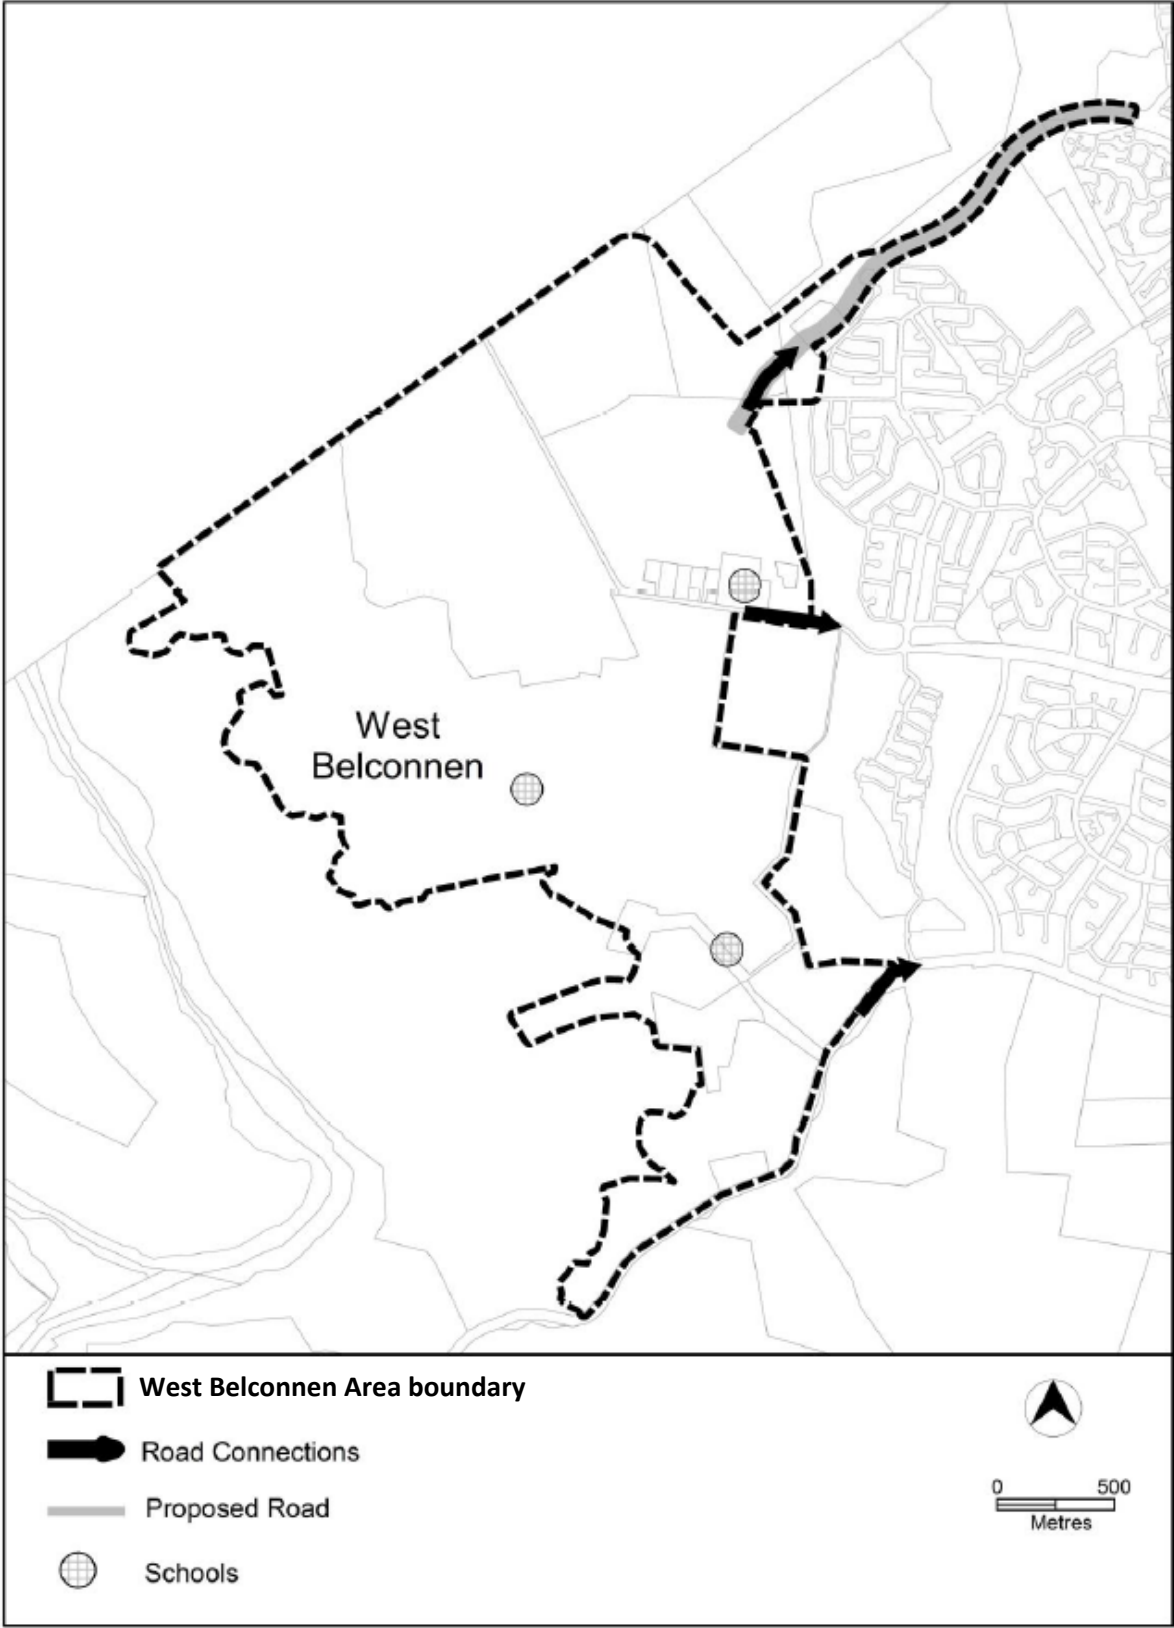 West
Belconnen
West Belconnen Area boundary
Road Connections
Proposed Road
Schools
0 500
Metres